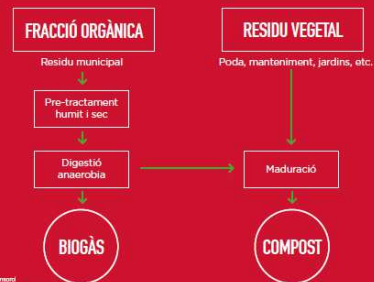 FRACCIÓ ORGÀNICA
Residu municipal
Pre-tractament
humit i sec
Digestió
anaerobia
BIOGÀS
RESIDU VEGETAL
Poda, manteniment, jardins, etc.
Maduració
COMPOST